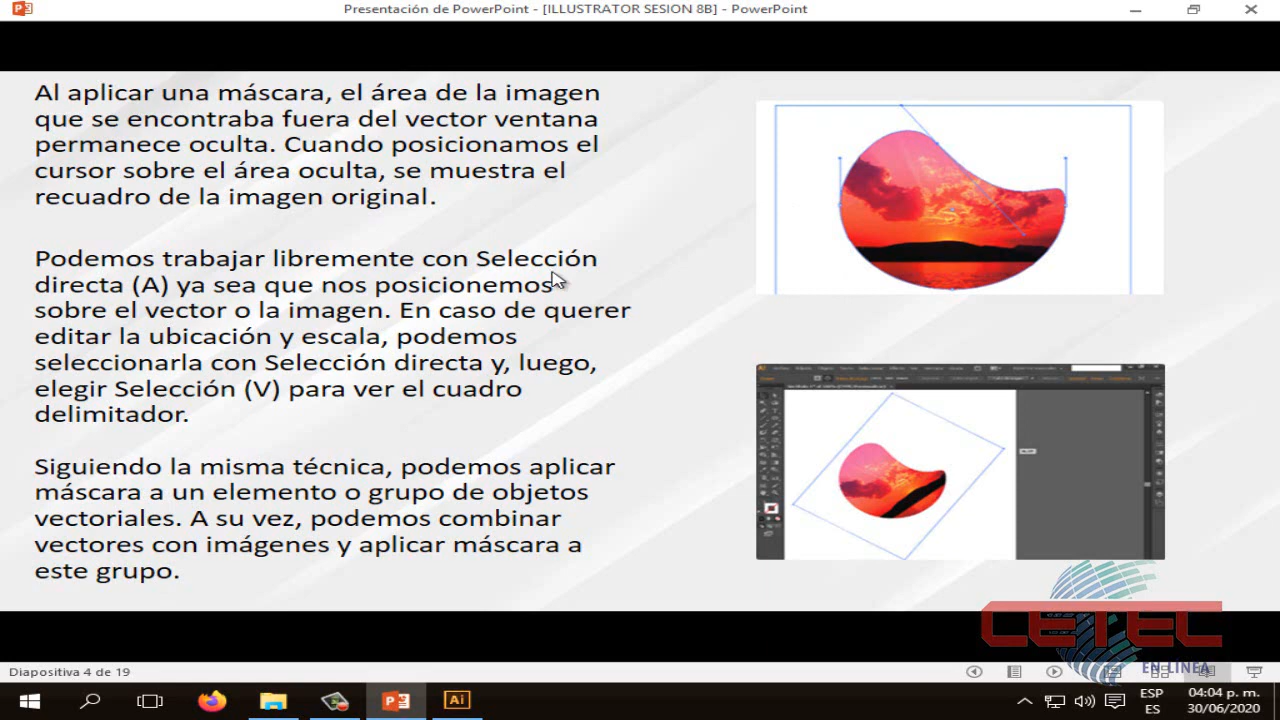 Presentación de PowerPoint - [ILLUSTRATOR SESION 8B] - PowerPoint
Al aplicar una máscara, el área de la imagen
que se encontraba fuera del vector ventana
permanece oculta. Cuando posicionamos el
cursor sobre el área oculta, se muestra el
recuadro de la imagen original.
Podemos trabajar libremente con Selección
directa (A) ya sea que nos posicionemos
sobre el vector o la imagen. En caso de querer
editar la ubicación y escala, podemos
seleccionarla con Selección directa y, luego,
elegir Selección (V) para ver el cuadro
delimitador.
Siguiendo la misma técnica, podemos aplicar
máscara a un elemento o grupo de objetos
vectoriales. A su vez, podemos combinar
vectores con imágenes y aplicar máscara a
este grupo.
CETEC
EN LINEA
Diapositiva 4 de 19
Ai
ESP
ES
04:04 p. m.
30/06/2020